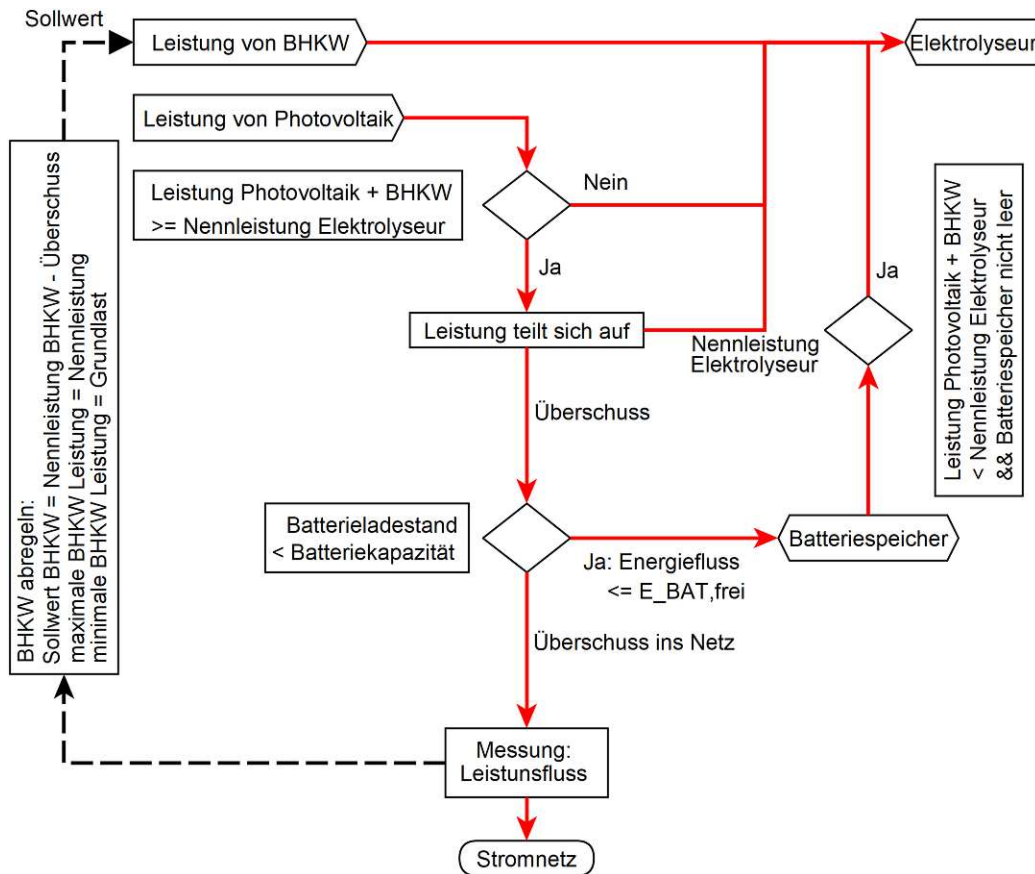 Sollwert
Leistung von BHKW
Elektrolyseur
Leistung von Photovoltaik
Leistung Photovoltaik + BHKW
>= Nennleistung Elektrolyseur
Nein
Ja
Leistung teilt sich auf
Nennleistung
Elektrolyseur
Ja
Leistung Photovoltaik + BHKW
< Nennleistung Elektrolyseur
&& Batteriespeicher nicht leer
Überschuss
Batterieladestand
< Batteriekapazität
Ja: Energiefluss
<= E_BAT,frei
Batteriespeicher
Überschuss ins Netz
BHKW abregeln:
Sollwert BHKW = Nennleistung BHKW - Überschuss
maximale BHKW Leistung = Nennleistung
minimale BHKW Leistung = Grundlast
Messung:
Leistunsfluss
Stromnetz